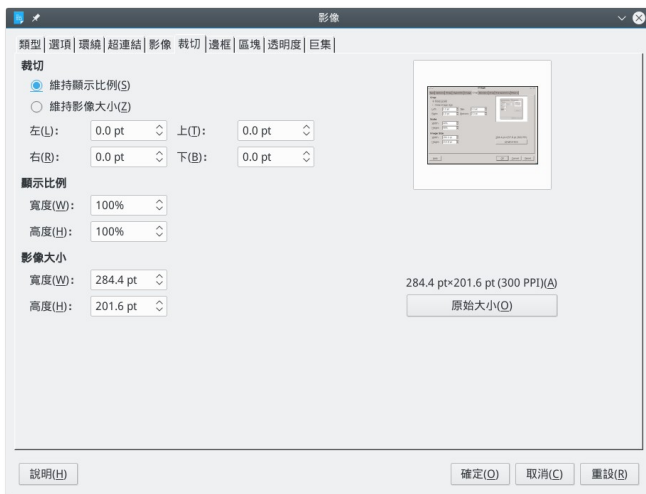 影像
類型 選項 環繞 超連結 影像 裁切 邊框 區塊 透明度 巨集
裁切
維持顯示比例(S)
維持影像大小(Z)
左(L): 0.0 pt 上(T): 0.0 pt
右(R): 0.0 pt 下(B): 0.0 pt
顯示比例
寬度(W): 100%
高度(H): 100%
影像大小
寬度(W): 284.4 pt 284.4 pt×201.6 pt (300 PPI)(A)
高度(H): 201.6 pt 原始大小(O)
說明(H) 確定(O) 取消(C) 重設(R)